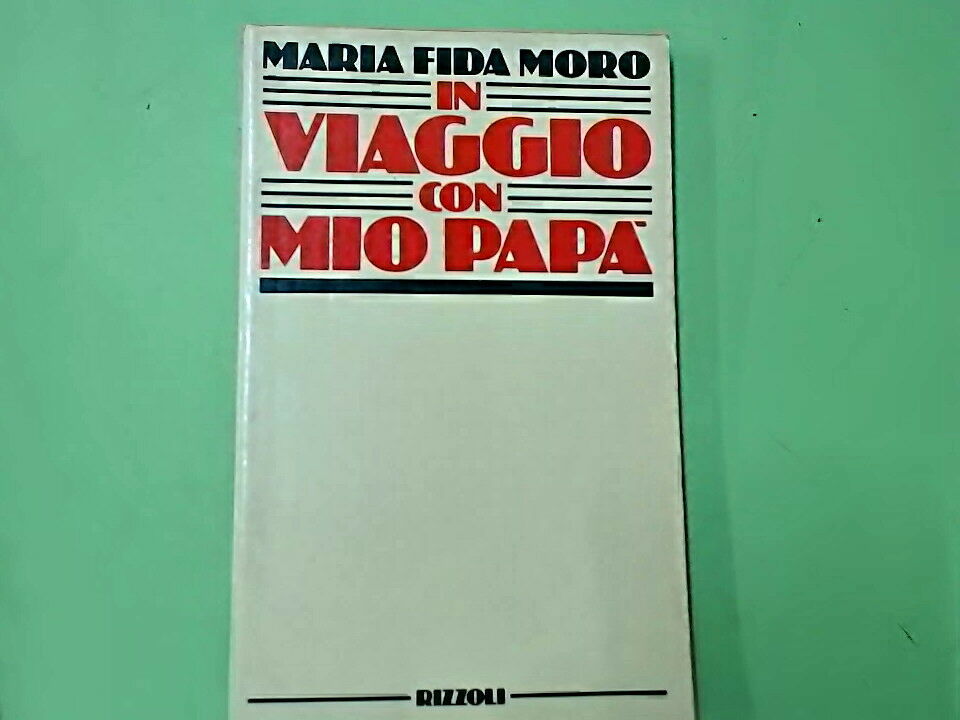 MARIA FIDA MORO
IN
VIAGGIO
CON
MIO PAPÀ
RIZZOLI